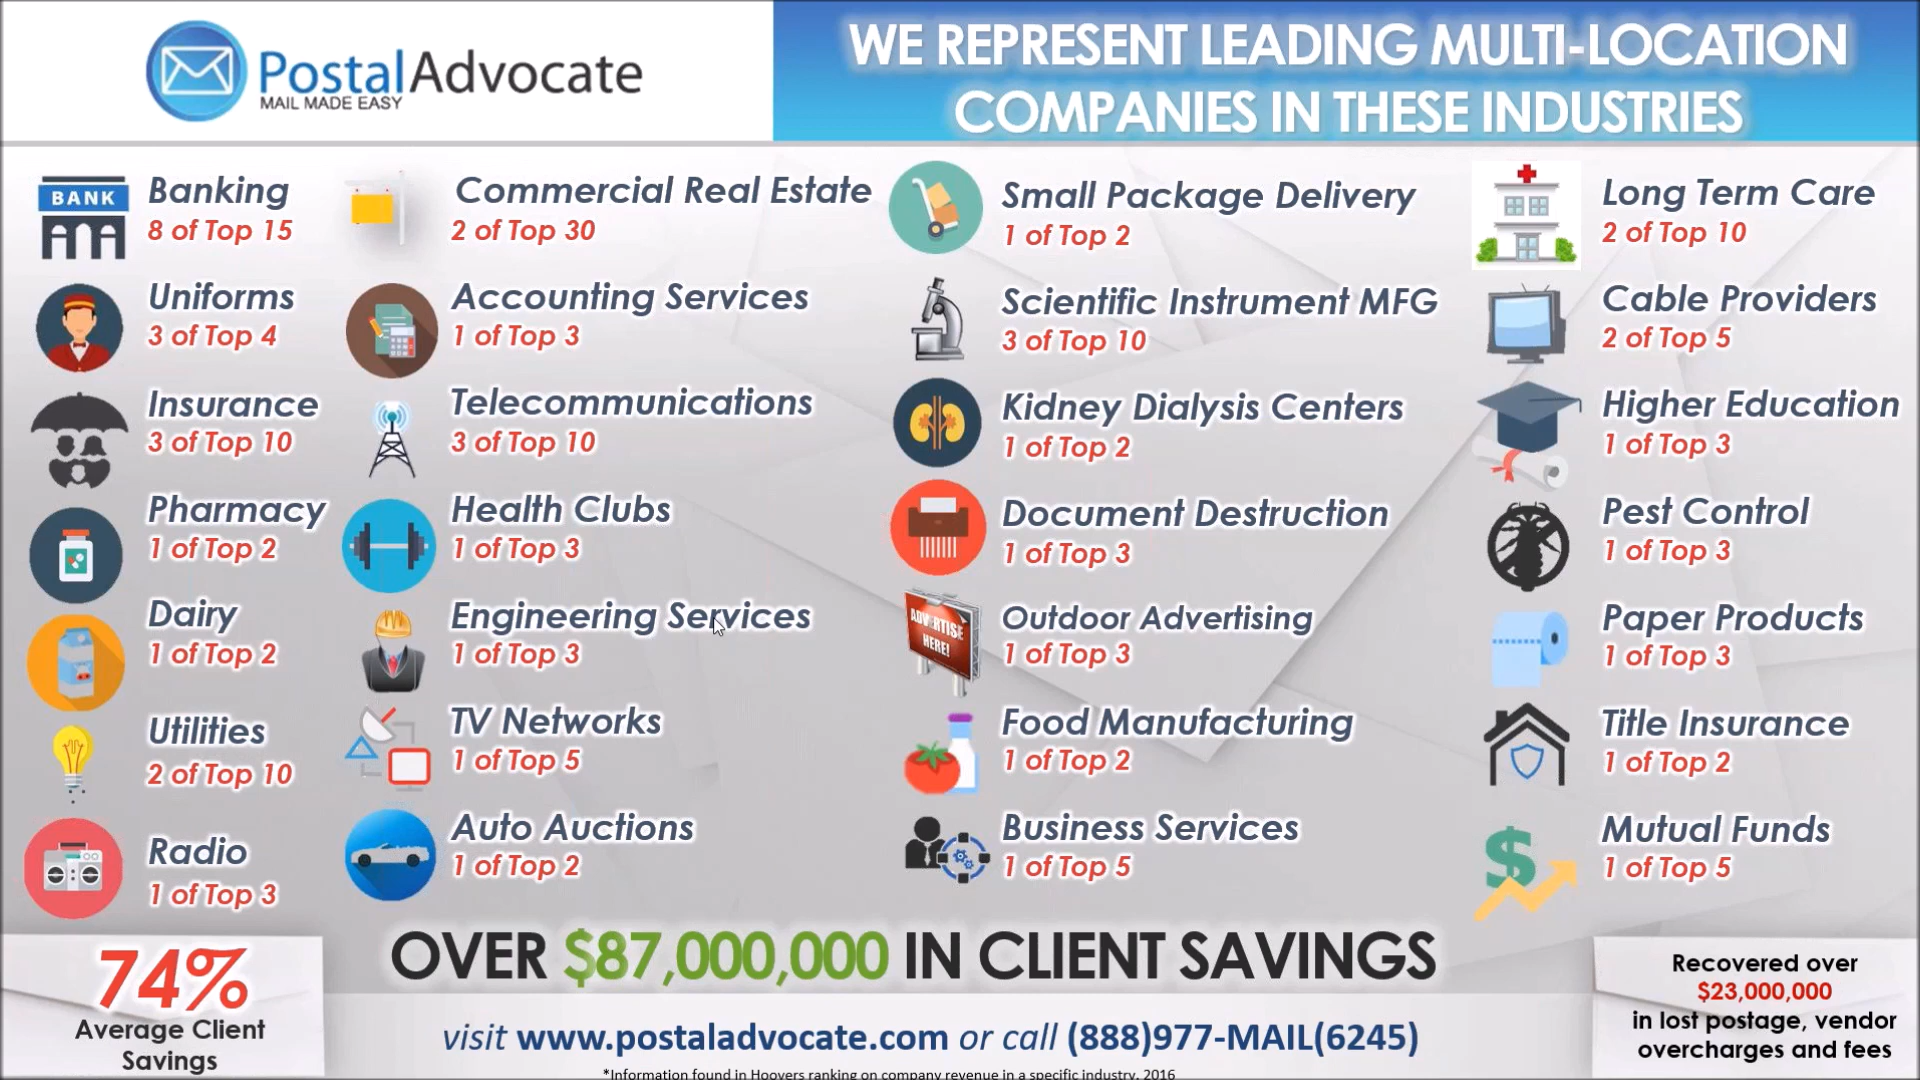 PostalAdvocate
MAIL MADE EASY
WE REPRESENT LEADING MULTI-LOCATION
COMPANIES IN THESE INDUSTRIES
BANK
Banking
8 of Top 15
Uniforms
3 of Top 4
Insurance
3 of Top 10
Pharmacy
1 of Top 2
Dairy
1 of Top 2
Utilities
2 of Top 10
Radio
1 of Top 3
Commercial Real Estate
2 of Top 30
Accounting Services
1 of Top 3
Telecommunications
3 of Top 10
Health Clubs
1 of Top 3
Engineering Services
1 of Top 3
TV Networks
1 of Top 5
Auto Auctions
1 of Top 2
Small Package Delivery
1 of Top 2
Scientific Instrument MFG
3 of Top 10
Kidney Dialysis Centers
1 of Top 2
Document Destruction
1 of Top 3
ADVERTISE
HERE!
Outdoor Advertising
1 of Top 3
Food Manufacturing
1 of Top 2
Business Services
1 of Top 5
Long Term Care
2 of Top 10
Cable Providers
2 of Top 5
Higher Education
1 of Top 3
Pest Control
1 of Top 3
Paper Products
1 of Top 3
Title Insurance
1 of Top 2
Mutual Funds
1 of Top 5
74%
Average Client
Savings
OVER $87,000,000 IN CLIENT SAVINGS
visit www.postaladvocate.com or call (888)977-MAIL(6245)
*Information found in Hoovers ranking on company revenue in a specific industry, 2016
Recovered over
$23,000,000
in lost postage, vendor
overcharges and fees